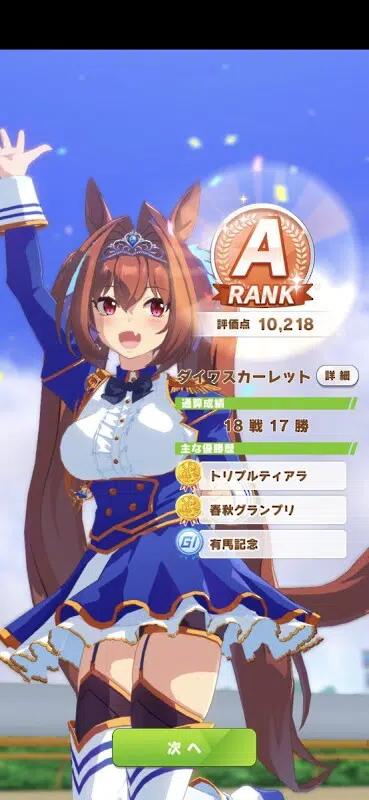 A
RANK
評価点 10,218
ダイワスカーレット 詳細
通算成績
18 戦 17 勝
主な優勝歴
トリプルティアラ
春秋グランプリ
GI 有馬記念
次へ